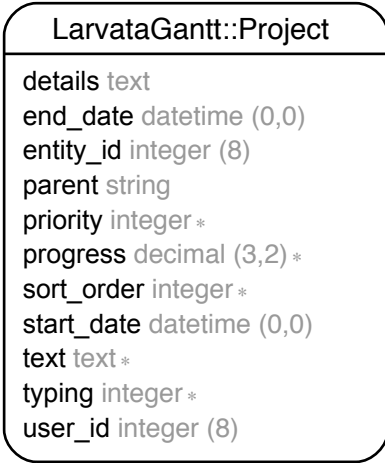 LarvataGantt::Project
details text
end_date datetime (0,0)
entity_id integer (8)
parent string
priority integer *
progress decimal (3,2) *
sort_order integer *
start_date datetime (0,0)
text text *
typing integer *
user_id integer (8)